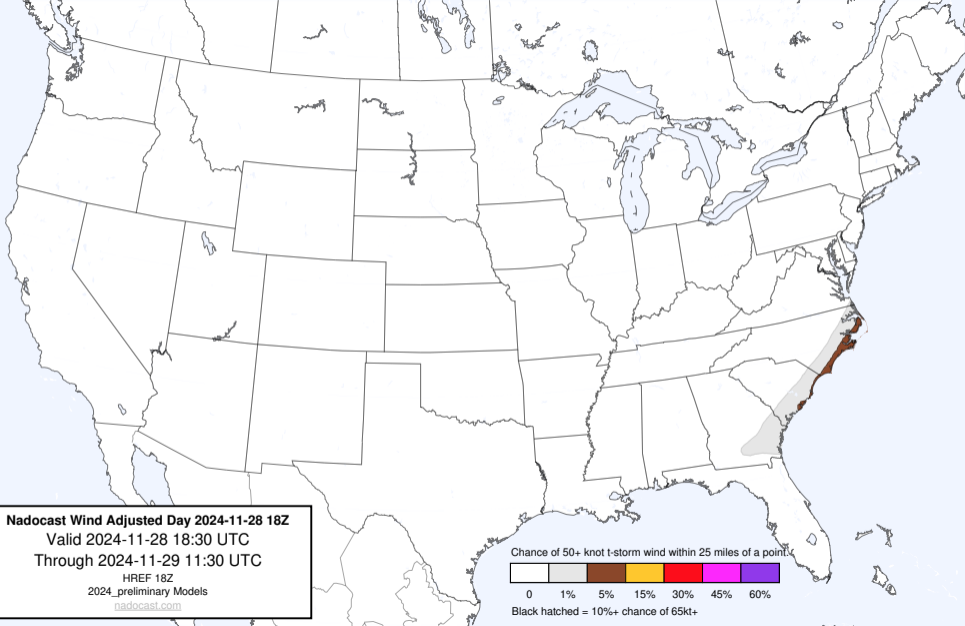 Nadocast Wind Adjusted Day 2024-11-28 18Z
Valid 2024-11-28 18:30 UTC
Through 2024-11-29 11:30 UTC
HREF 18Z
2024_preliminary Models
nadocast.com
Chance of 50+ knot t-storm wind within 25 miles of a point.
0 1% 5% 15% 30% 45% 60%
Black hatched = 10%+ chance of 65kt+